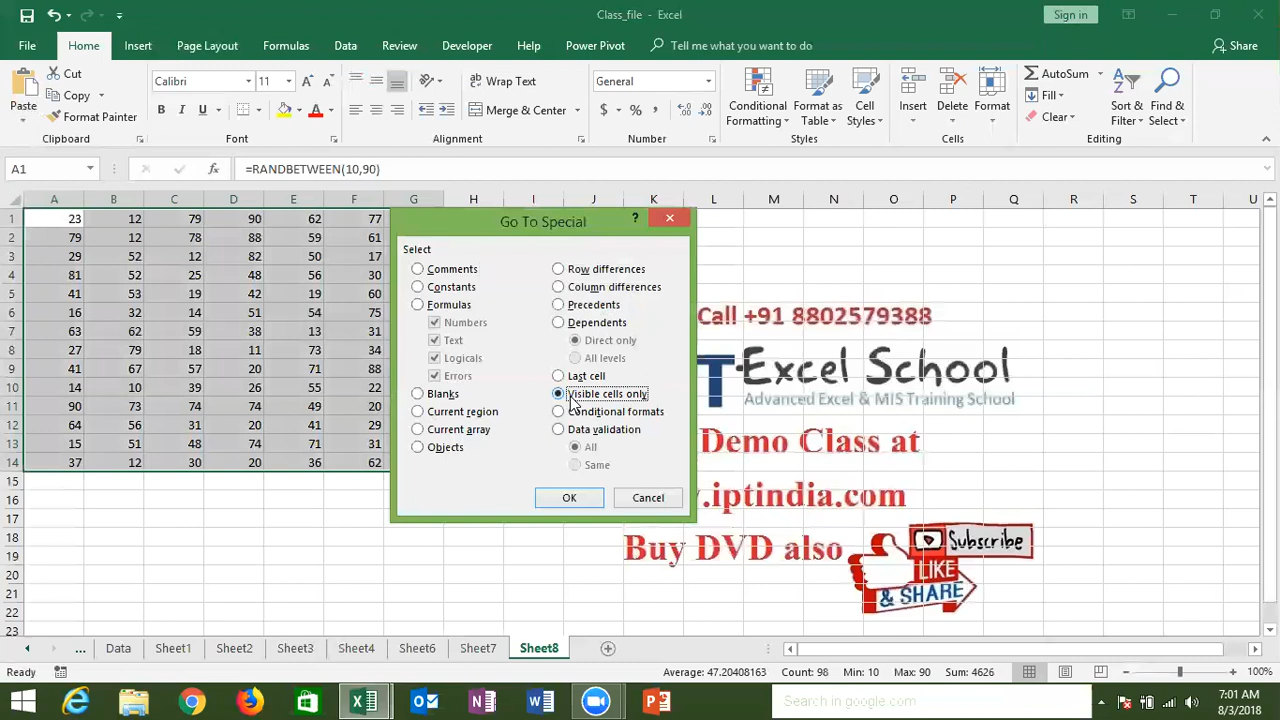 Class_file - Excel
Sign in
File Home Insert Page Layout Formulas Data Review Developer Help Power Pivot Tell me what you want to do Share
Paste
Cut
Copy
Format Painter
Clipboard
Calibri 11
B I U
Font
Wrap Text
Merge & Center
Alignment
General
$ % ,
Number
Conditional Formatting
Format as Table
Cell Styles
Styles
Insert
Delete
Format
Cells
AutoSum
Fill
Clear
Sort & Filter
Find & Select
Editing
A1 fx =RANDBETWEEN(10,90)
A B C D E F G H I J K L M N O P Q R S T U
1 23 12 79 90 62 77
2 79 12 78 88 59 61
3 29 52 12 82 50 17
4 81 52 25 48 56 30
5 41 53 19 42 19 60
6 16 32 14 51 54 75
7 63 62 59 38 13 31
8 27 79 18 11 73 34
9 41 67 57 20 71 88
10 14 10 39 26 55 22
11 90 73 74 74 49 20
12 64 56 31 20 41 29
13 15 51 48 74 71 31
14 37 12 30 20 36 62
15
16
17
18
19
20
21
22
23
Go To Special
?
Select
Comments
Constants
Formulas
Numbers
Text
Logicals
Errors
Blanks
Current region
Current array
Objects
Row differences
Column differences
Precedents
Dependents
Direct only
All levels
Last cell
Visible cells only
Conditional formats
Data validation
All
Same
OK Cancel
Call +91 8802579388
T Excel School
Advanced Excel & MIS Training School
Demo Class at
.iptindia.com
Buy DVD also
Subscribe
LIKE
& SHARE
... Data Sheet1 Sheet2 Sheet3 Sheet4 Sheet6 Sheet7 Sheet8
Ready Average: 47.20408163 Count: 98 Min: 10 Max: 90 Sum: 4626 100%
Search in google.com
7:01 AM
8/3/2018